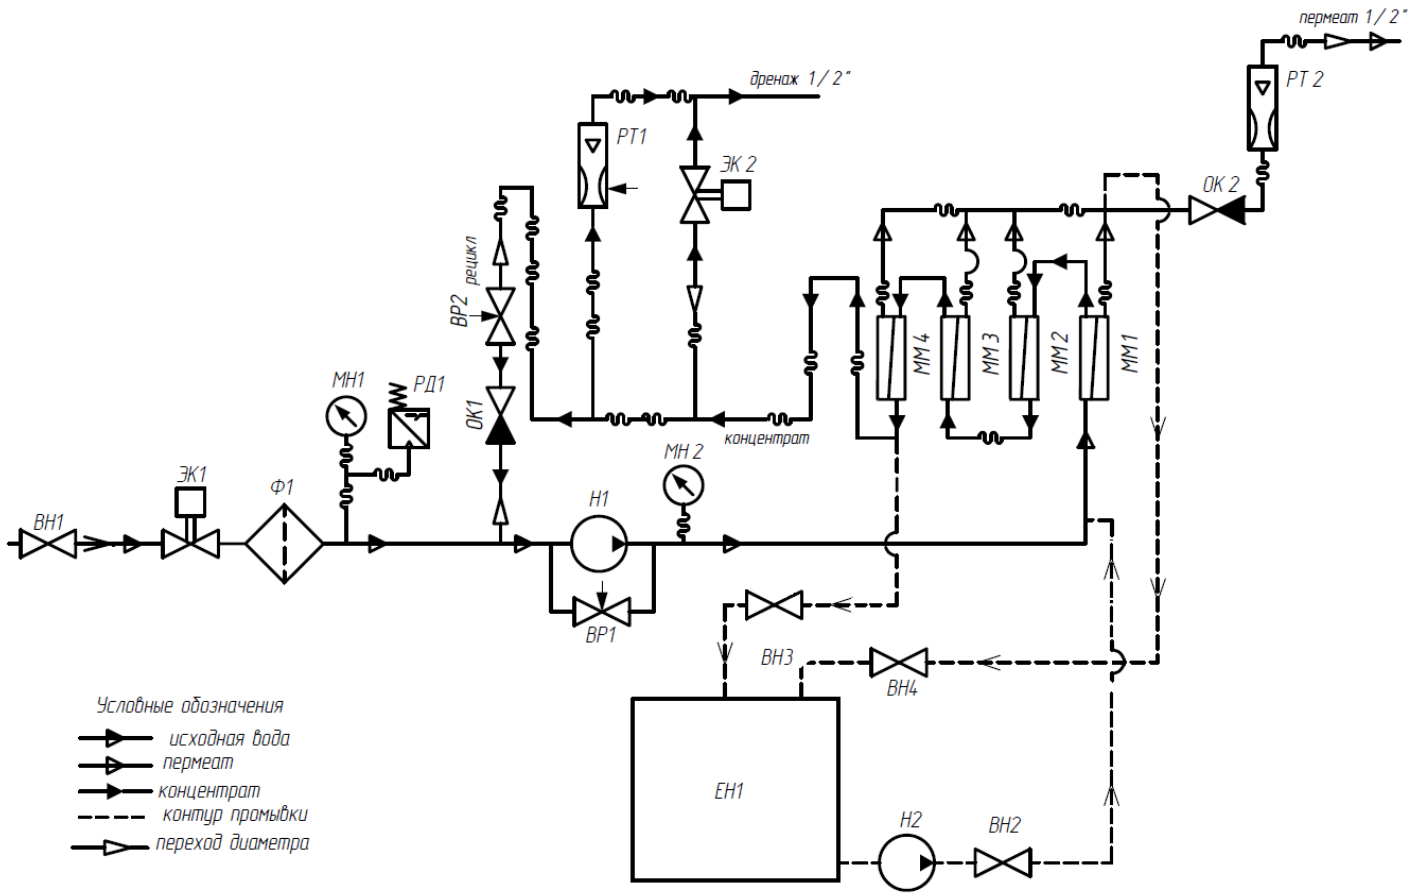 пермеат 1/2"
РТ 2
дренаж 1/2"
РТ1
ЭК 2
ОК 2
рецикл
ВР2
ММ 4
ММ 3
ММ 2
ММ 1
МН1
РД1
ОК1
концентрат
МН 2
ЭК1
Ф1
Н1
ВН1
ВР1
ВН3
ВН4
Условные обозначения
исходная вода
пермеат
концентрат
контур промывки
переход диаметра
ЕН1
Н2
ВН2